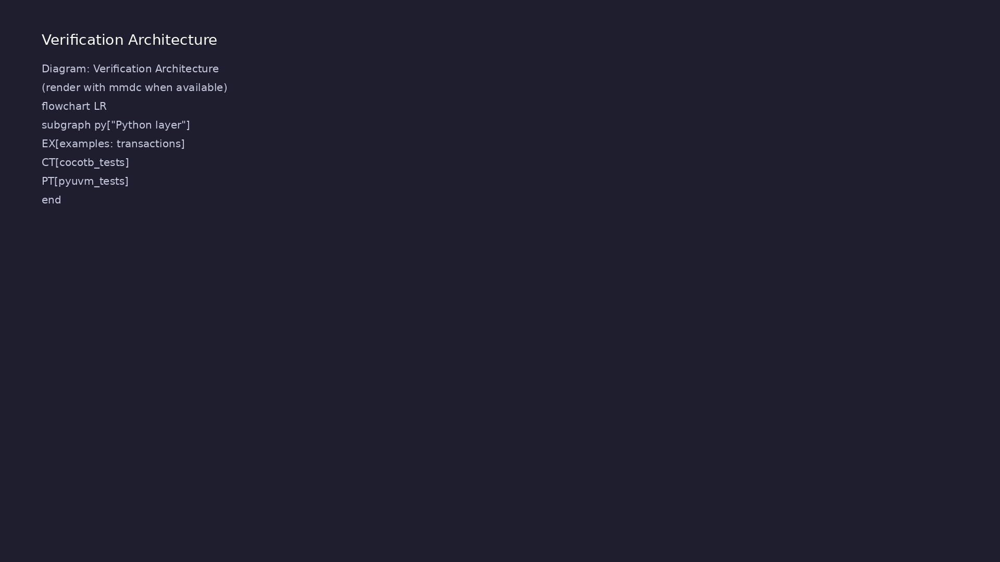 Verification Architecture
Diagram: Verification Architecture
(render with mmdc when available)
flowchart LR
subgraph py["Python layer"]
EX[examples: transactions]
CT[cocotb_tests]
PT[pyuvm_tests]
end